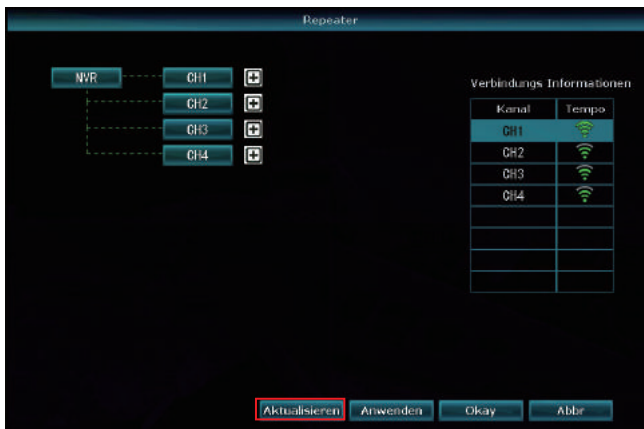 Repeater
NVR
CH1
CH2
CH3
CH4
Verbindungs Informationen
Kanal Tempo
CH1
CH2
CH3
CH4
Aktualisieren Anwenden Okay Abbr